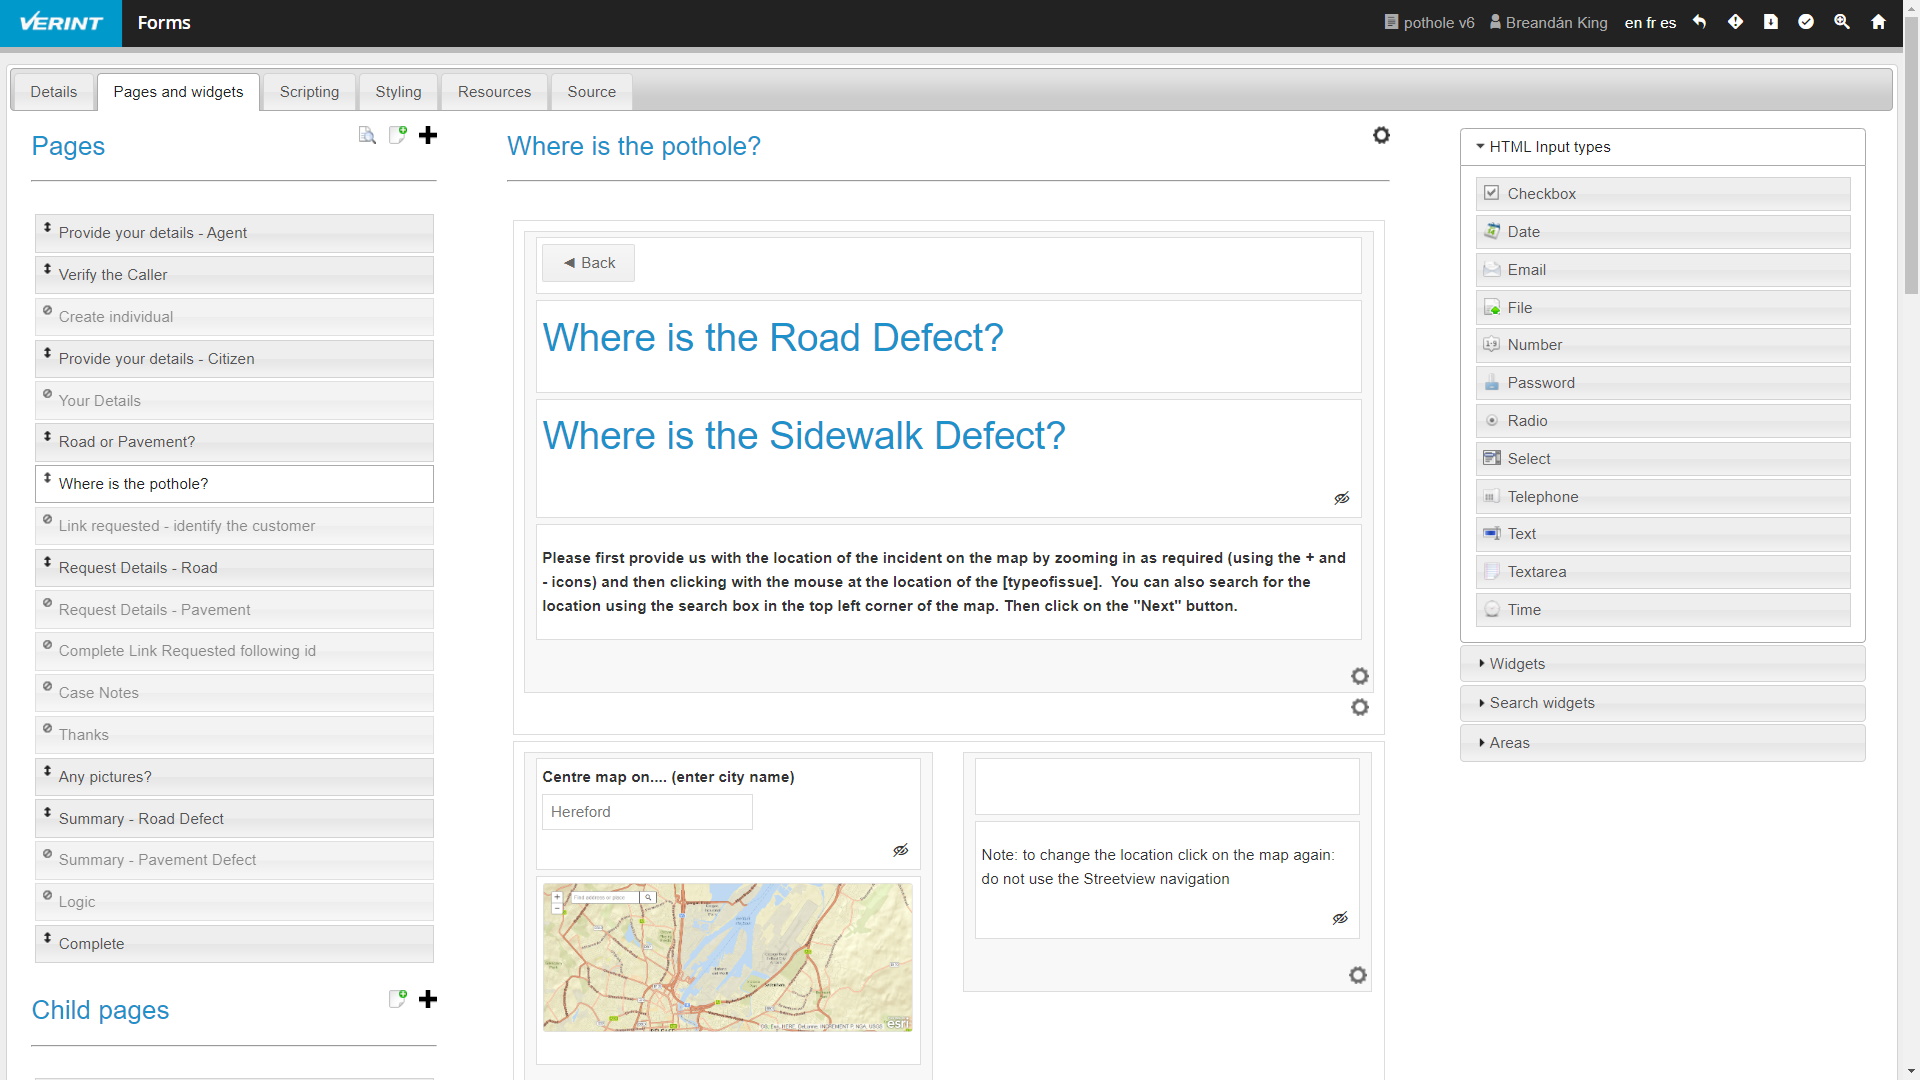 VERINT Forms
pothole v6 Breandán King en fr es
Details Pages and widgets Scripting Styling Resources Source
Pages
Provide your details - Agent
Verify the Caller
Create individual
Provide your details - Citizen
Your Details
Road or Pavement?
Where is the pothole?
Link requested - identify the customer
Request Details - Road
Request Details - Pavement
Complete Link Requested following id
Case Notes
Thanks
Any pictures?
Summary - Road Defect
Summary - Pavement Defect
Logic
Complete
Child pages
Where is the pothole?
◄ Back
Where is the Road Defect?
Where is the Sidewalk Defect?
Please first provide us with the location of the incident on the map by zooming in as required (using the + and
- icons) and then clicking with the mouse at the location of the [typeofissue].  You can also search for the
location using the search box in the top left corner of the map. Then click on the "Next" button.
Centre map on.... (enter city name)
Hereford
Find address or place
esri
Note: to change the location click on the map again:
do not use the Streetview navigation
HTML Input types
Checkbox
Date
Email
File
Number
Password
Radio
Select
Telephone
Text
Textarea
Time
Widgets
Search widgets
Areas